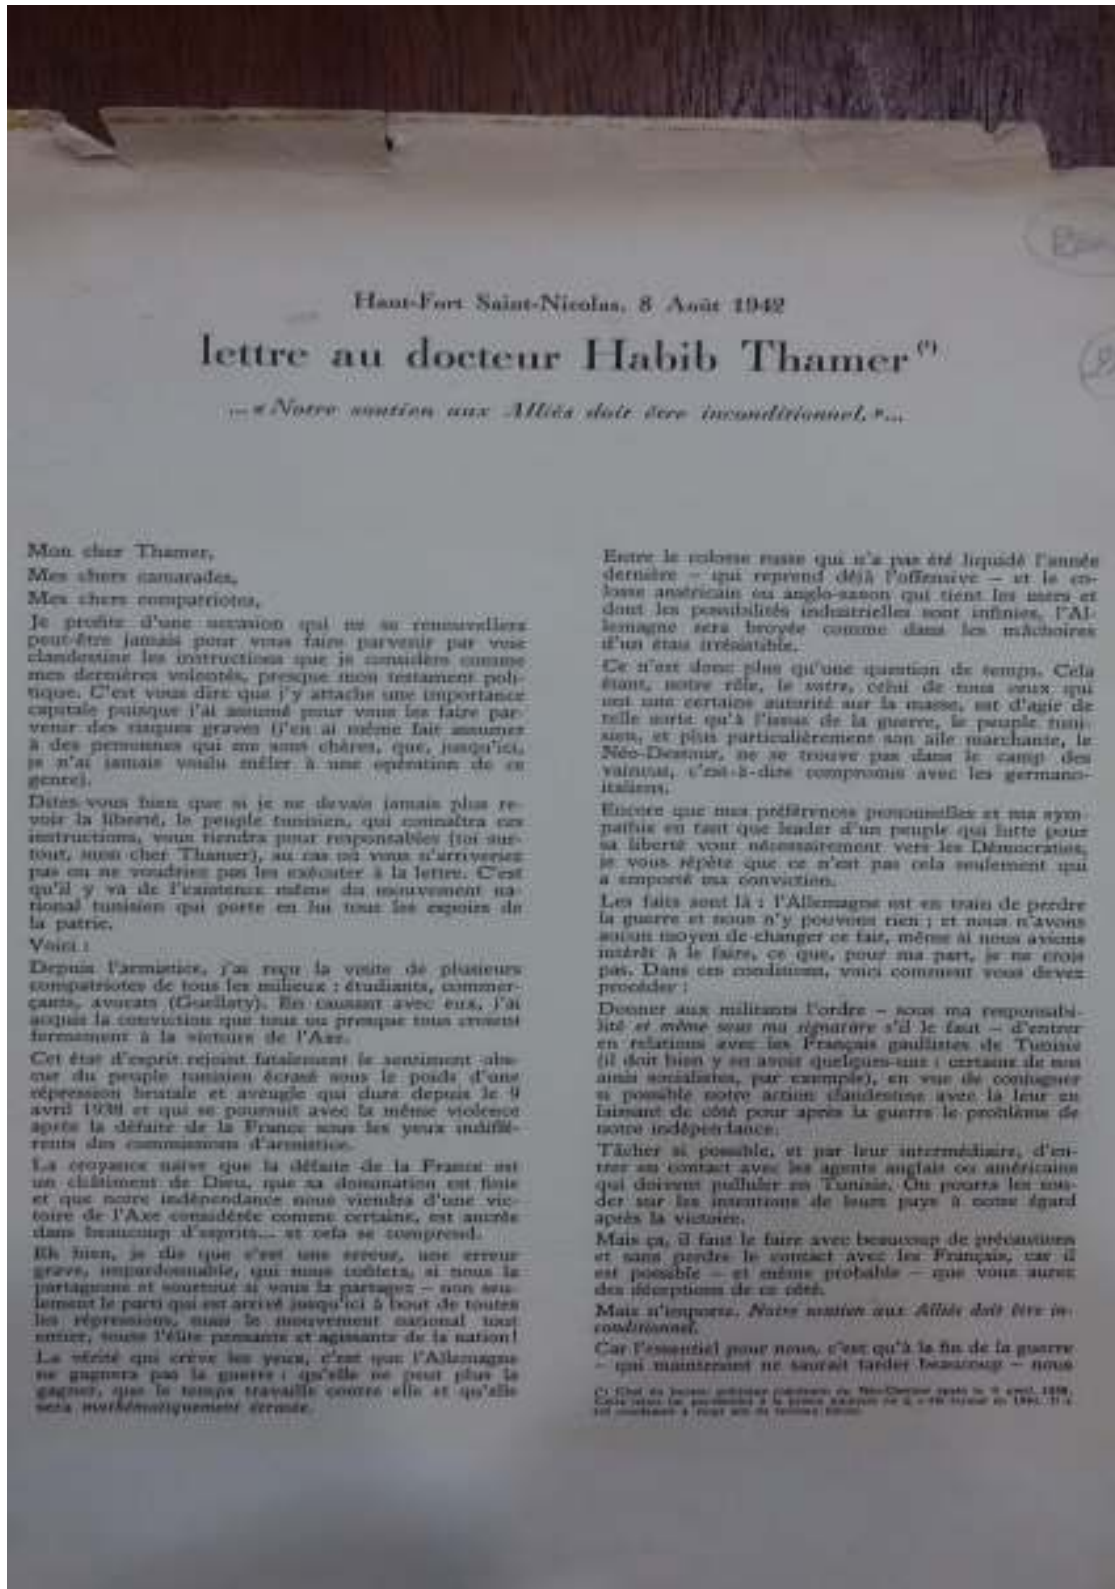 Haut-Fort Saint-Nicolas, 8 Août 1942
lettre au docteur Habib Thamer (*)
... « Notre soutien aux Alliés doit être inconditionnel. »...
Mon cher Thamer,
Mes chers camarades,
Mes chers compatriotes,
Je profite d'une occasion qui ne se renouvellera
peut-être jamais pour vous faire parvenir par voie
clandestine les instructions que je considère comme
mes dernières volontés, presque mon testament poli-
tique. C'est vous dire que j'y attache une importance
capitale puisque j'ai assumé pour vous les faire par-
venir des risques graves (j'en ai même fait assumer
à des personnes qui me sont chères, que, jusqu'ici,
je n'ai jamais voulu mêler à une opération de ce
genre).
Dites-vous bien que si je ne devais jamais plus re-
voir la liberté, le peuple tunisien, qui connaîtra ces
instructions, vous tiendra pour responsables (toi sur-
tout, mon cher Thamer), au cas où vous n'arriveriez
pas ou ne voudriez pas les exécuter à la lettre. C'est
qu'il y va de l'existence même du mouvement na-
tional tunisien qui porte en lui tous les espoirs de
la patrie.
Voici :
Depuis l'armistice, j'ai reçu la visite de plusieurs
compatriotes de tous les milieux : étudiants, commer-
çants, avocats (Guellaty). En causant avec eux, j'ai
acquis la conviction que tous ou presque tous croient
fermement à la victoire de l'Axe.
Cet état d'esprit rejoint fatalement le sentiment obs-
cur du peuple tunisien écrasé sous le poids d'une
répression brutale et aveugle qui dure depuis le 9
avril 1938 et qui se poursuit avec la même violence
après la défaite de la France sous les yeux indiffé-
rents des commissions d'armistice.
La croyance naïve que la défaite de la France est
un châtiment de Dieu, que sa domination est finie
et que notre indépendance nous viendra d'une vic-
toire de l'Axe considérée comme certaine, est ancrée
dans beaucoup d'esprits... et cela se comprend.
Eh bien, je dis que c'est une erreur, une erreur
grave, impardonnable, qui nous coûtera, si nous la
partageons et surtout si vous la partagez – non seu-
lement le parti qui est arrivé jusqu'ici à bout de toutes
les répressions, mais le mouvement national tout
entier, toute l'élite pensante et agissante de la nation !
La vérité qui crève les yeux, c'est que l'Allemagne
ne gagnera pas la guerre : qu'elle ne peut plus la
gagner, que le temps travaille contre elle et qu'elle
sera mathématiquement écrasée.
Entre le colosse russe qui n'a pas été liquidé l'année
dernière – qui reprend déjà l'offensive – et le co-
losse américain ou anglo-saxon qui tient les mers et
dont les possibilités industrielles sont infinies, l'Al-
lemagne sera broyée comme dans les mâchoires
d'un étau irrésistible.
Ce n'est donc plus qu'une question de temps. Cela
étant, notre rôle, le vôtre, celui de tous ceux qui
ont une certaine autorité sur la masse, est d'agir de
telle sorte qu'à l'issue de la guerre, le peuple tuni-
sien, et plus particulièrement son aile marchante, le
Néo-Destour, ne se trouve pas dans le camp des
vaincus, c'est-à-dire compromis avec les germano-
italiens.
Encore que mes préférences personnelles et ma sym-
pathie en tant que leader d'un peuple qui lutte pour
sa liberté vont nécessairement vers les Démocraties,
je vous répète que ce n'est pas cela seulement qui
a emporté ma conviction.
Les faits sont là : l'Allemagne est en train de perdre
la guerre et nous n'y pouvons rien ; et nous n'avons
aucun moyen de changer ce fait, même si nous avions
intérêt à le faire, ce que, pour ma part, je ne crois
pas. Dans ces conditions, voici comment vous devez
procéder :
Donner aux militants l'ordre – sous ma responsabi-
lité et même sous ma signature s'il le faut – d'entrer
en relations avec les Français gaullistes de Tunisie
(il doit bien y en avoir quelques-uns : certains de nos
amis socialistes, par exemple), en vue de conjuguer
si possible notre action clandestine avec la leur en
laissant de côté pour après la guerre le problème de
notre indépendance.
Tâcher si possible, et par leur intermédiaire, d'en-
trer en contact avec les agents anglais ou américains
qui doivent pulluler en Tunisie. On pourra les son-
der sur les intentions de leurs pays à notre égard
après la victoire.
Mais ça, il faut le faire avec beaucoup de précautions
et sans perdre le contact avec les Français, car il
est possible – et même probable – que vous aurez
des déceptions de ce côté.
Mais n'importe. Notre soutien aux Alliés doit être in-
conditionnel.
Car l'essentiel pour nous, c'est qu'à la fin de la guerre
– qui maintenant ne saurait tarder beaucoup – nous
(*) Chef du bureau politique clandestin du Néo-Destour après le 9 avril 1938.